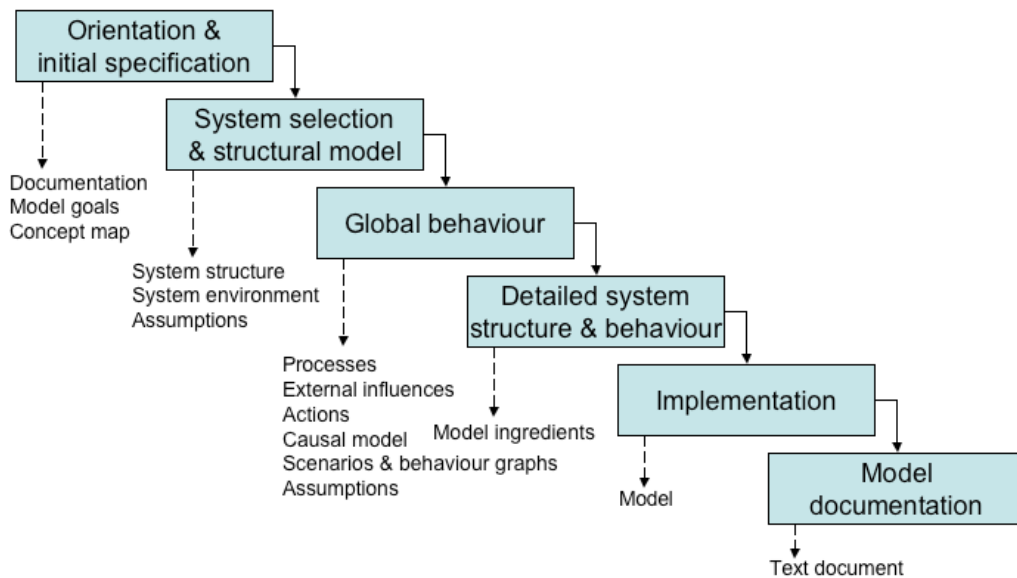 Orientation &
initial specification
System selection
& structural model
Documentation
Model goals
Concept map
Global behaviour
System structure
System environment
Assumptions
Detailed system
structure & behaviour
Processes
External influences
Actions
Causal model
Scenarios & behaviour graphs
Assumptions
Model ingredients
Implementation
Model
Model
documentation
Text document